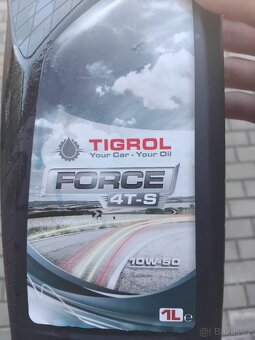 TIGROL
Your Car - Your Oil
FORCE
4T-S
10W-50
1L e